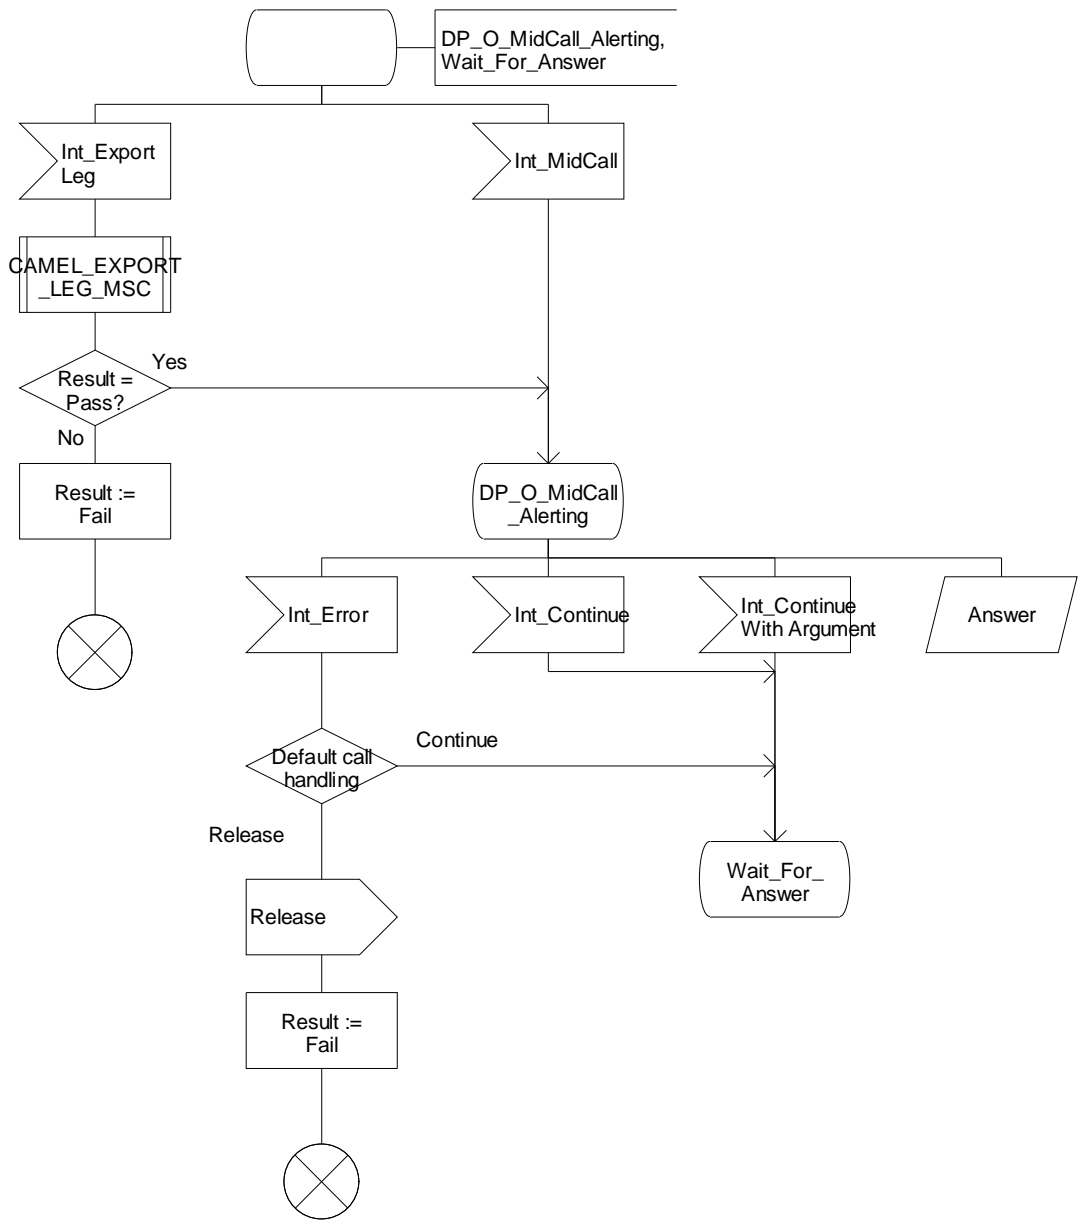 DP_O_MidCall_Alerting,
Wait_For_Answer
Int_Export
Leg
Int_MidCall
CAMEL_EXPORT
_LEG_MSC
Yes
Result =
Pass?
No
Result :=
Fail
DP_O_MidCall
_Alerting
Int_Error
Int_Continue
Int_Continue
With Argument
Answer
Default call
handling
Continue
Release
Wait_For_
Answer
Release
Result :=
Fail